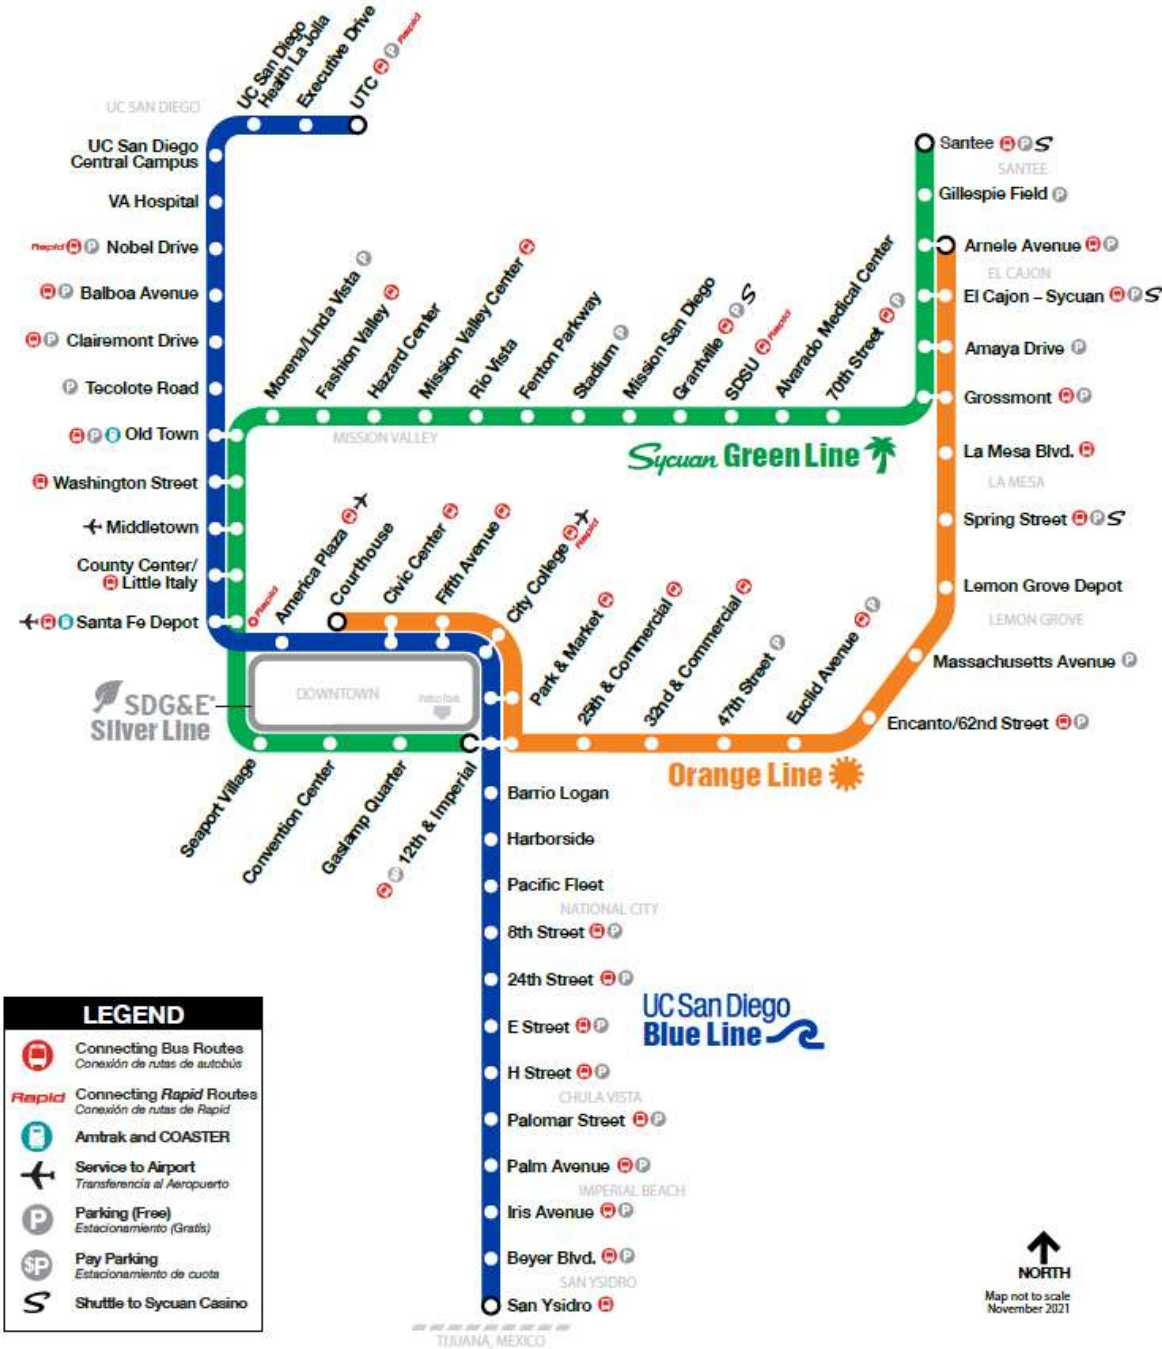 UC San Diego
Health La Jolla
Executive Drive
UTC
Rapid
UC SAN DIEGO
UC San Diego
Central Campus
VA Hospital
Rapid
Nobel Drive
Balboa Avenue
Clairemont Drive
Tecolote Road
Old Town
Washington Street
Middletown
County Center/
Little Italy
Santa Fe Depot
Rapid
Morena/Linda Vista
Fashion Valley
Hazard Center
Mission Valley Center
Rio Vista
Fenton Parkway
Stadium
Mission San Diego
Grantville
SDSU
Rapid
Alvarado Medical Center
70th Street
MISSION VALLEY
Sycuan Green Line
Santee
SANTEE
Gillespie Field
Arnele Avenue
EL CAJON
El Cajon – Sycuan
Amaya Drive
Grossmont
La Mesa Blvd.
LA MESA
Spring Street
Lemon Grove Depot
LEMON GROVE
Massachusetts Avenue
Encanto/62nd Street
America Plaza
Courthouse
Civic Center
Fifth Avenue
City College
Rapid
Park & Market
25th & Commercial
32nd & Commercial
47th Street
Euclid Avenue
DOWNTOWN
Petco Park
SDG&E
Silver Line
Orange Line
Seaport Village
Convention Center
Gaslamp Quarter
12th & Imperial
Barrio Logan
Harborside
Pacific Fleet
NATIONAL CITY
8th Street
24th Street
E Street
H Street
CHULA VISTA
Palomar Street
Palm Avenue
IMPERIAL BEACH
Iris Avenue
Beyer Blvd.
SAN YSIDRO
San Ysidro
TIJUANA, MEXICO
UC San Diego
Blue Line
LEGEND
Connecting Bus Routes
Conexión de rutas de autobús
Rapid
Connecting Rapid Routes
Conexión de rutas de Rapid
Amtrak and COASTER
Service to Airport
Transferencia al Aeropuerto
P
Parking (Free)
Estacionamiento (Gratis)
$P
Pay Parking
Estacionamiento de cuota
S
Shuttle to Sycuan Casino
NORTH
Map not to scale
November 2021